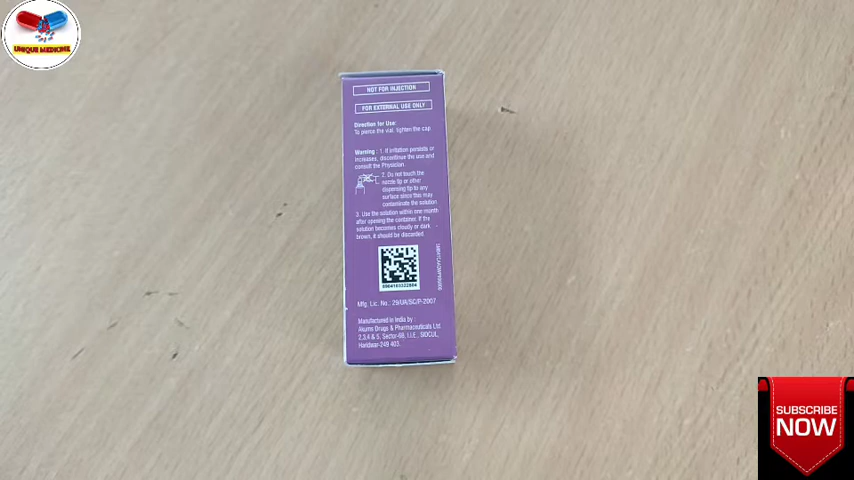 UNIQUE MEDICINE
NOT FOR INJECTION
FOR EXTERNAL USE ONLY
Direction for Use:
To pierce the vial, tighten the cap
Warning : 1. If irritation persists or
increases, discontinue the use and
consult the Physician.
2. Do not touch the
nozzle tip or other
dispensing tip to any
surface since this may
contaminate the solution
3. Use the solution within one month
after opening the container. If the
solution becomes cloudy or dark
brown, it should be discarded.
Mfg. Lic. No.: 29/UA/SC/P-2007
Manufactured in India by :
Akums Drugs & Pharmaceuticals Ltd
2,3,4 & 5, Sector-6B, I.I.E., SIDCUL,
Haridwar-249 403.
SUBSCRIBE
NOW